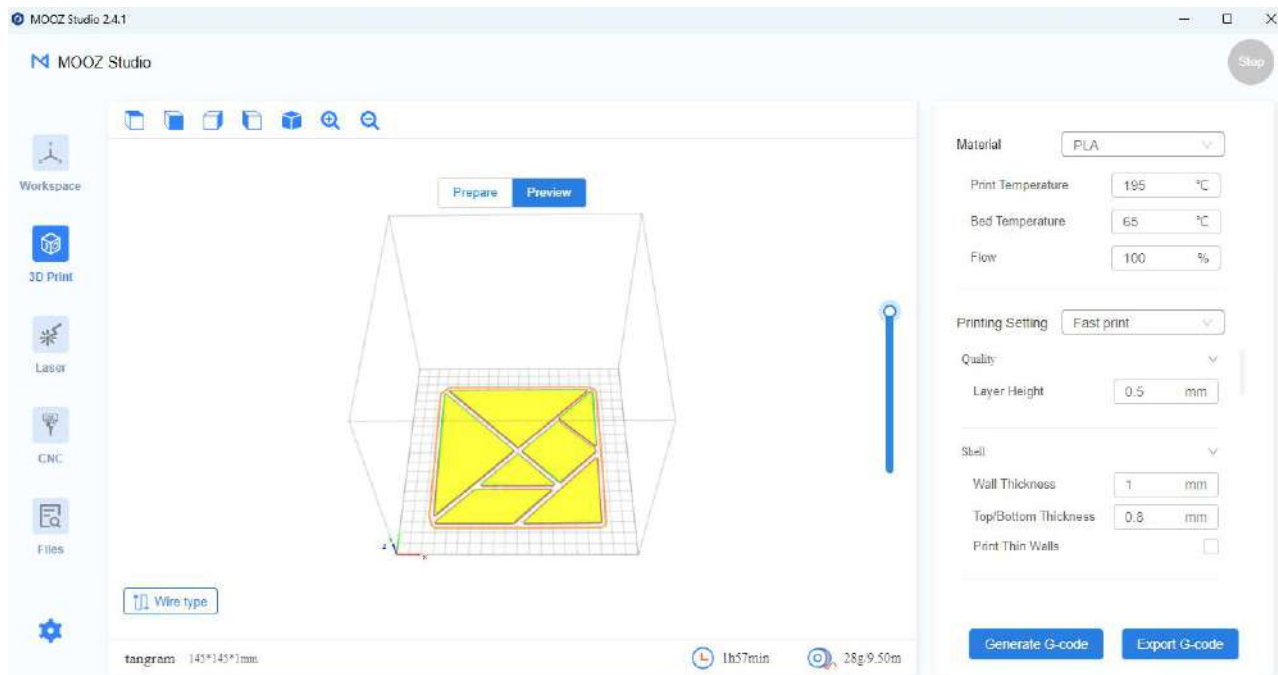 MOOZ Studio 2.4.1
MOOZ Studio
Stop
Workspace
3D Print
Laser
CNC
Files
Prepare
Preview
Wire type
tangram 145*145*1mm
1h57min
28g/9.50m
Material PLA
Print Temperature 195 °C
Bed Temperature 65 °C
Flow 100 %
Printing Setting Fast print
Quality
Layer Height 0.5 mm
Shell
Wall Thickness 1 mm
Top/Bottom Thickness 0.8 mm
Print Thin Walls
Generate G-code
Export G-code